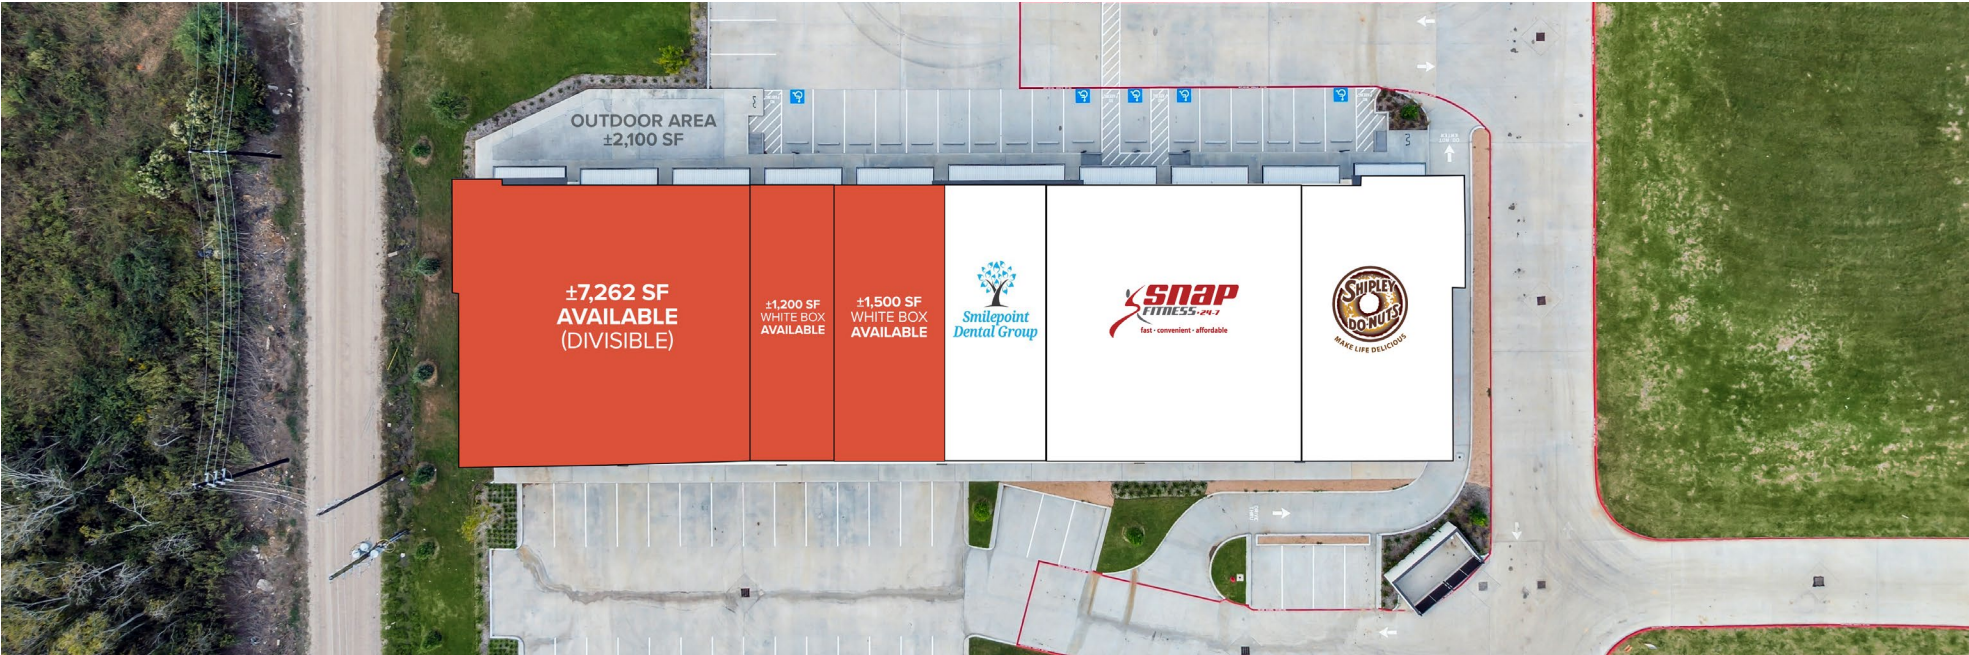 OUTDOOR AREA
±2,100 SF
±7,262 SF
AVAILABLE
(DIVISIBLE)
±1,200 SF
WHITE BOX
AVAILABLE
±1,500 SF
WHITE BOX
AVAILABLE
Smilepoint
Dental Group
SNAP
FITNESS·24-7
fast · convenient · affordable
SHIPLEY
DO-NUTS
MAKE LIFE DELICIOUS